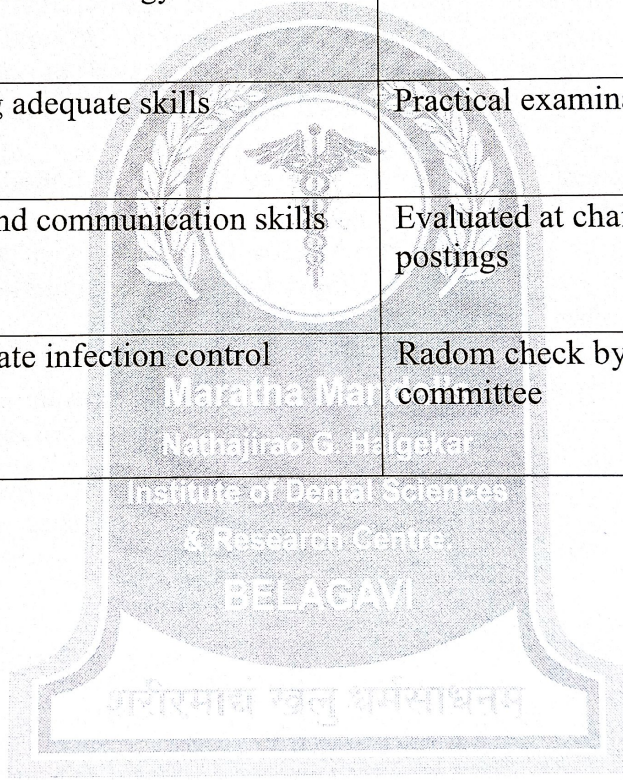 g adequate skills
Practical examina
nd communication skills
Evaluated at cha
postings
ate infection control
Radom check by
committee
Maratha Mandal's
Nathajirao G. Halgekar
Institute of Dental Sciences
& Research Centre
BELAGAVI
शरीरमाद्यं खलु धर्मसाधनम्